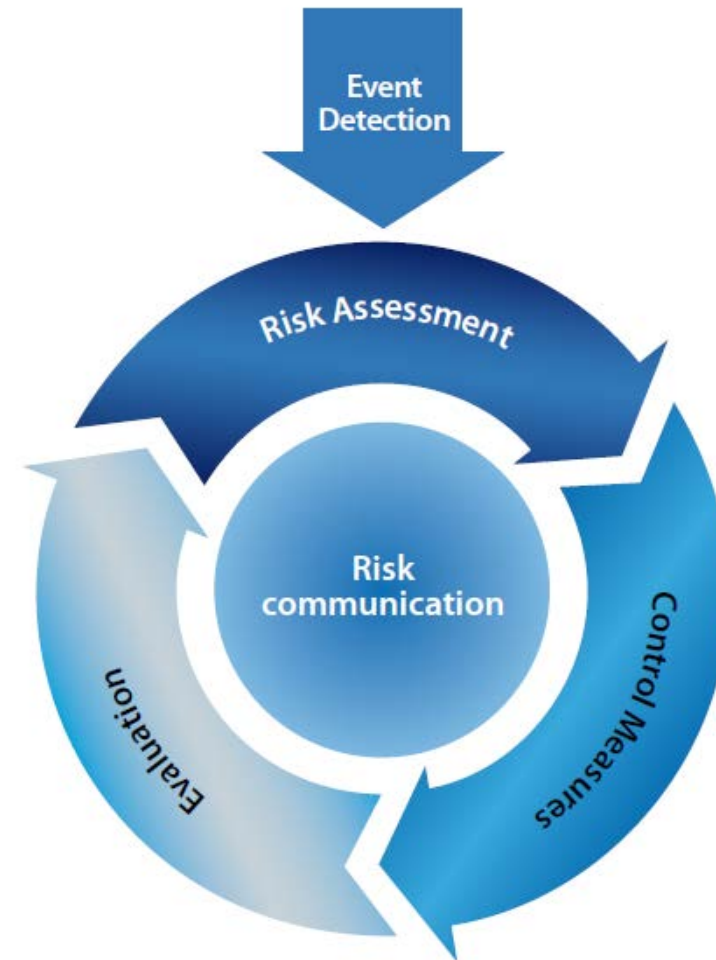 Event
Detection
Risk Assessment
Risk
communication
Control Measures
Evaluation